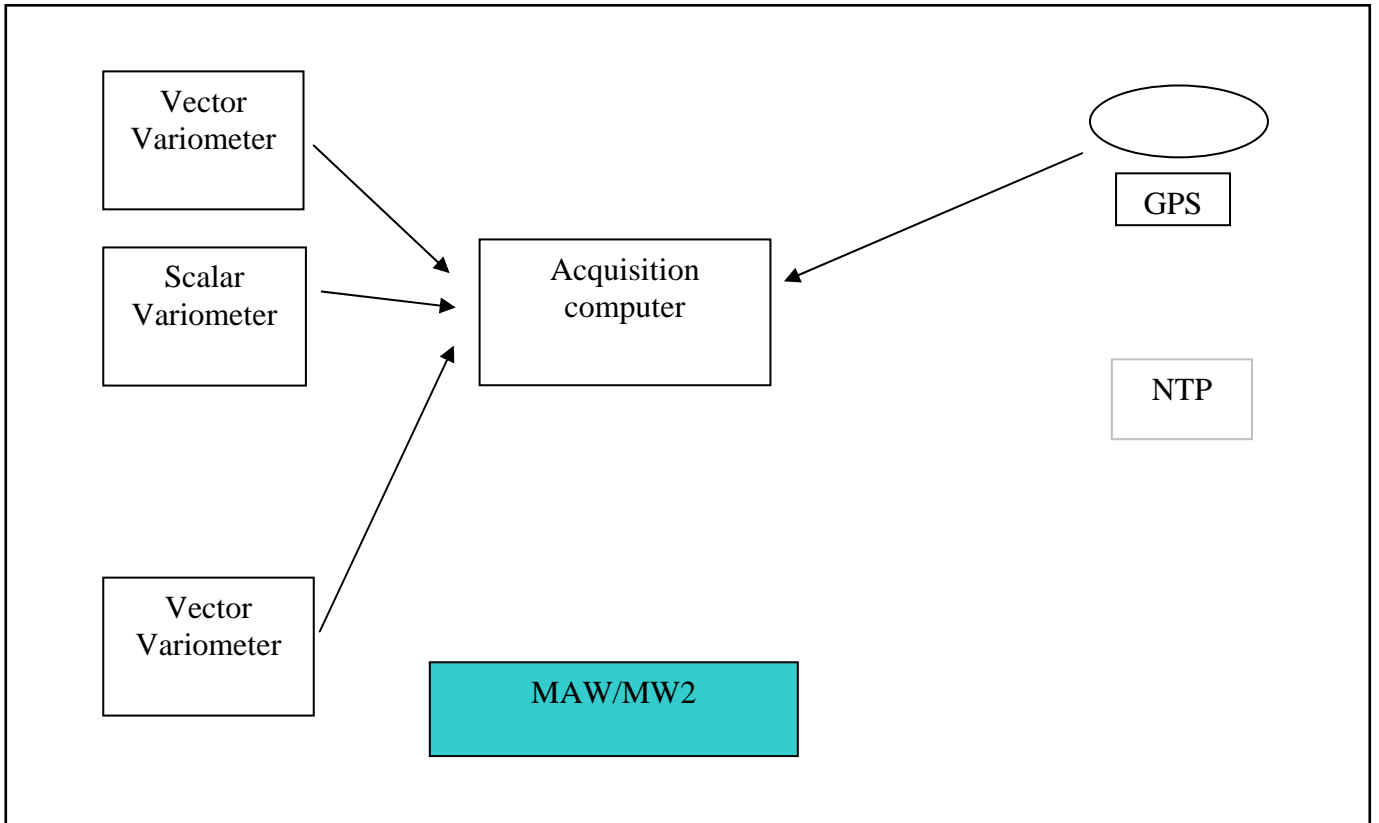 Vector
Variometer
GPS
Scalar
Variometer
Acquisition
computer
NTP
Vector
Variometer
MAW/MW2